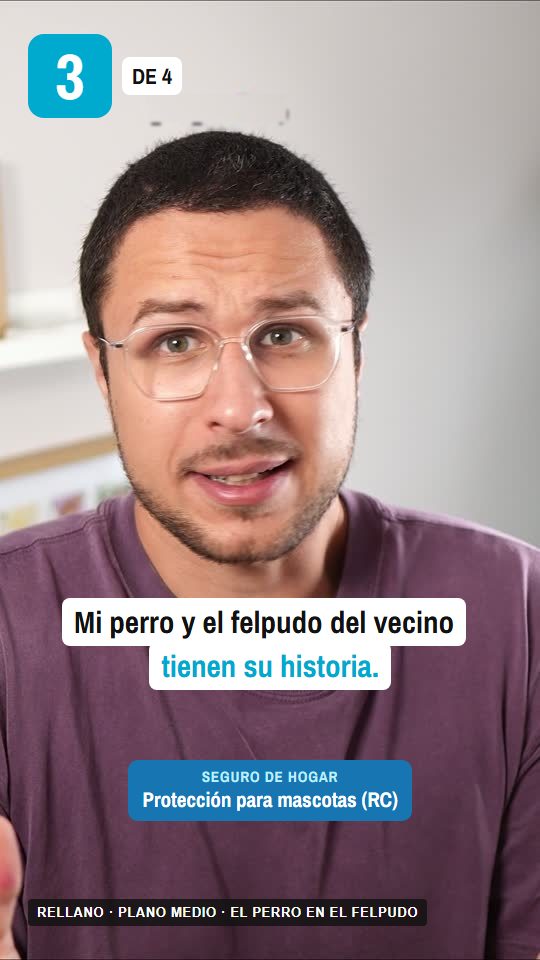 3
DE 4
Mi perro y el felpudo del vecino
tienen su historia.
SEGURO DE HOGAR
Protección para mascotas (RC)
RELLANO · PLANO MEDIO · EL PERRO EN EL FELPUDO